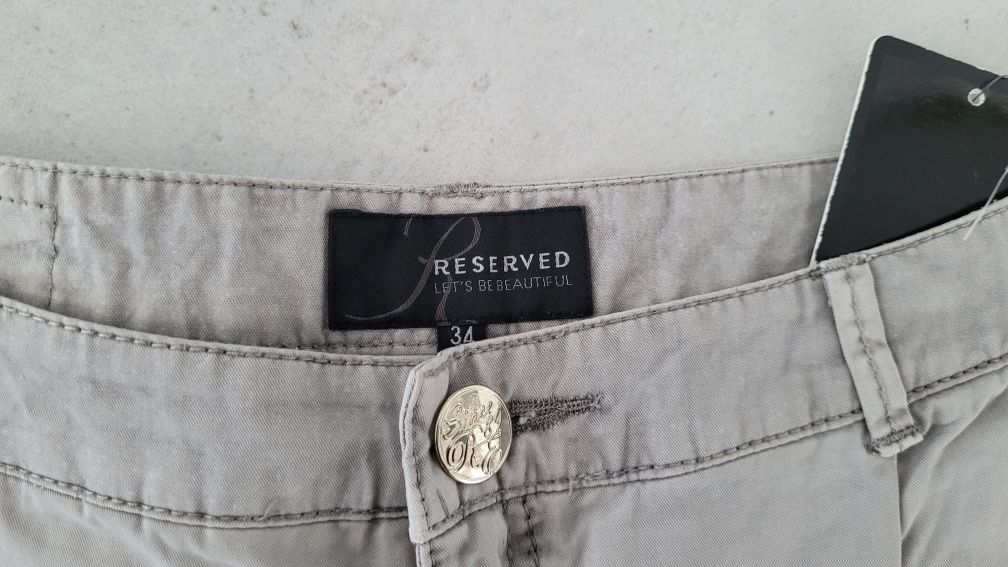 RESERVED
LET'S BE BEAUTIFUL
34